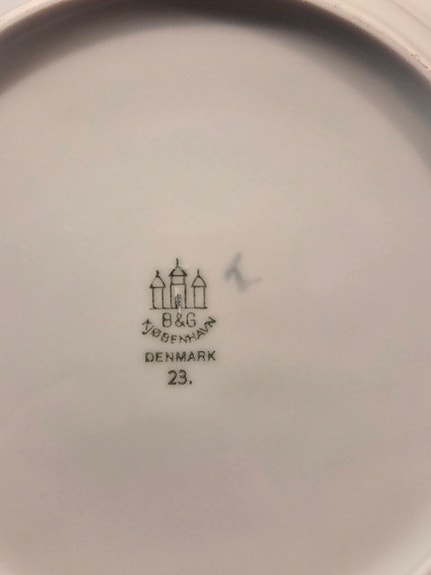 B&G
KJØBENHAVN
DENMARK
23.